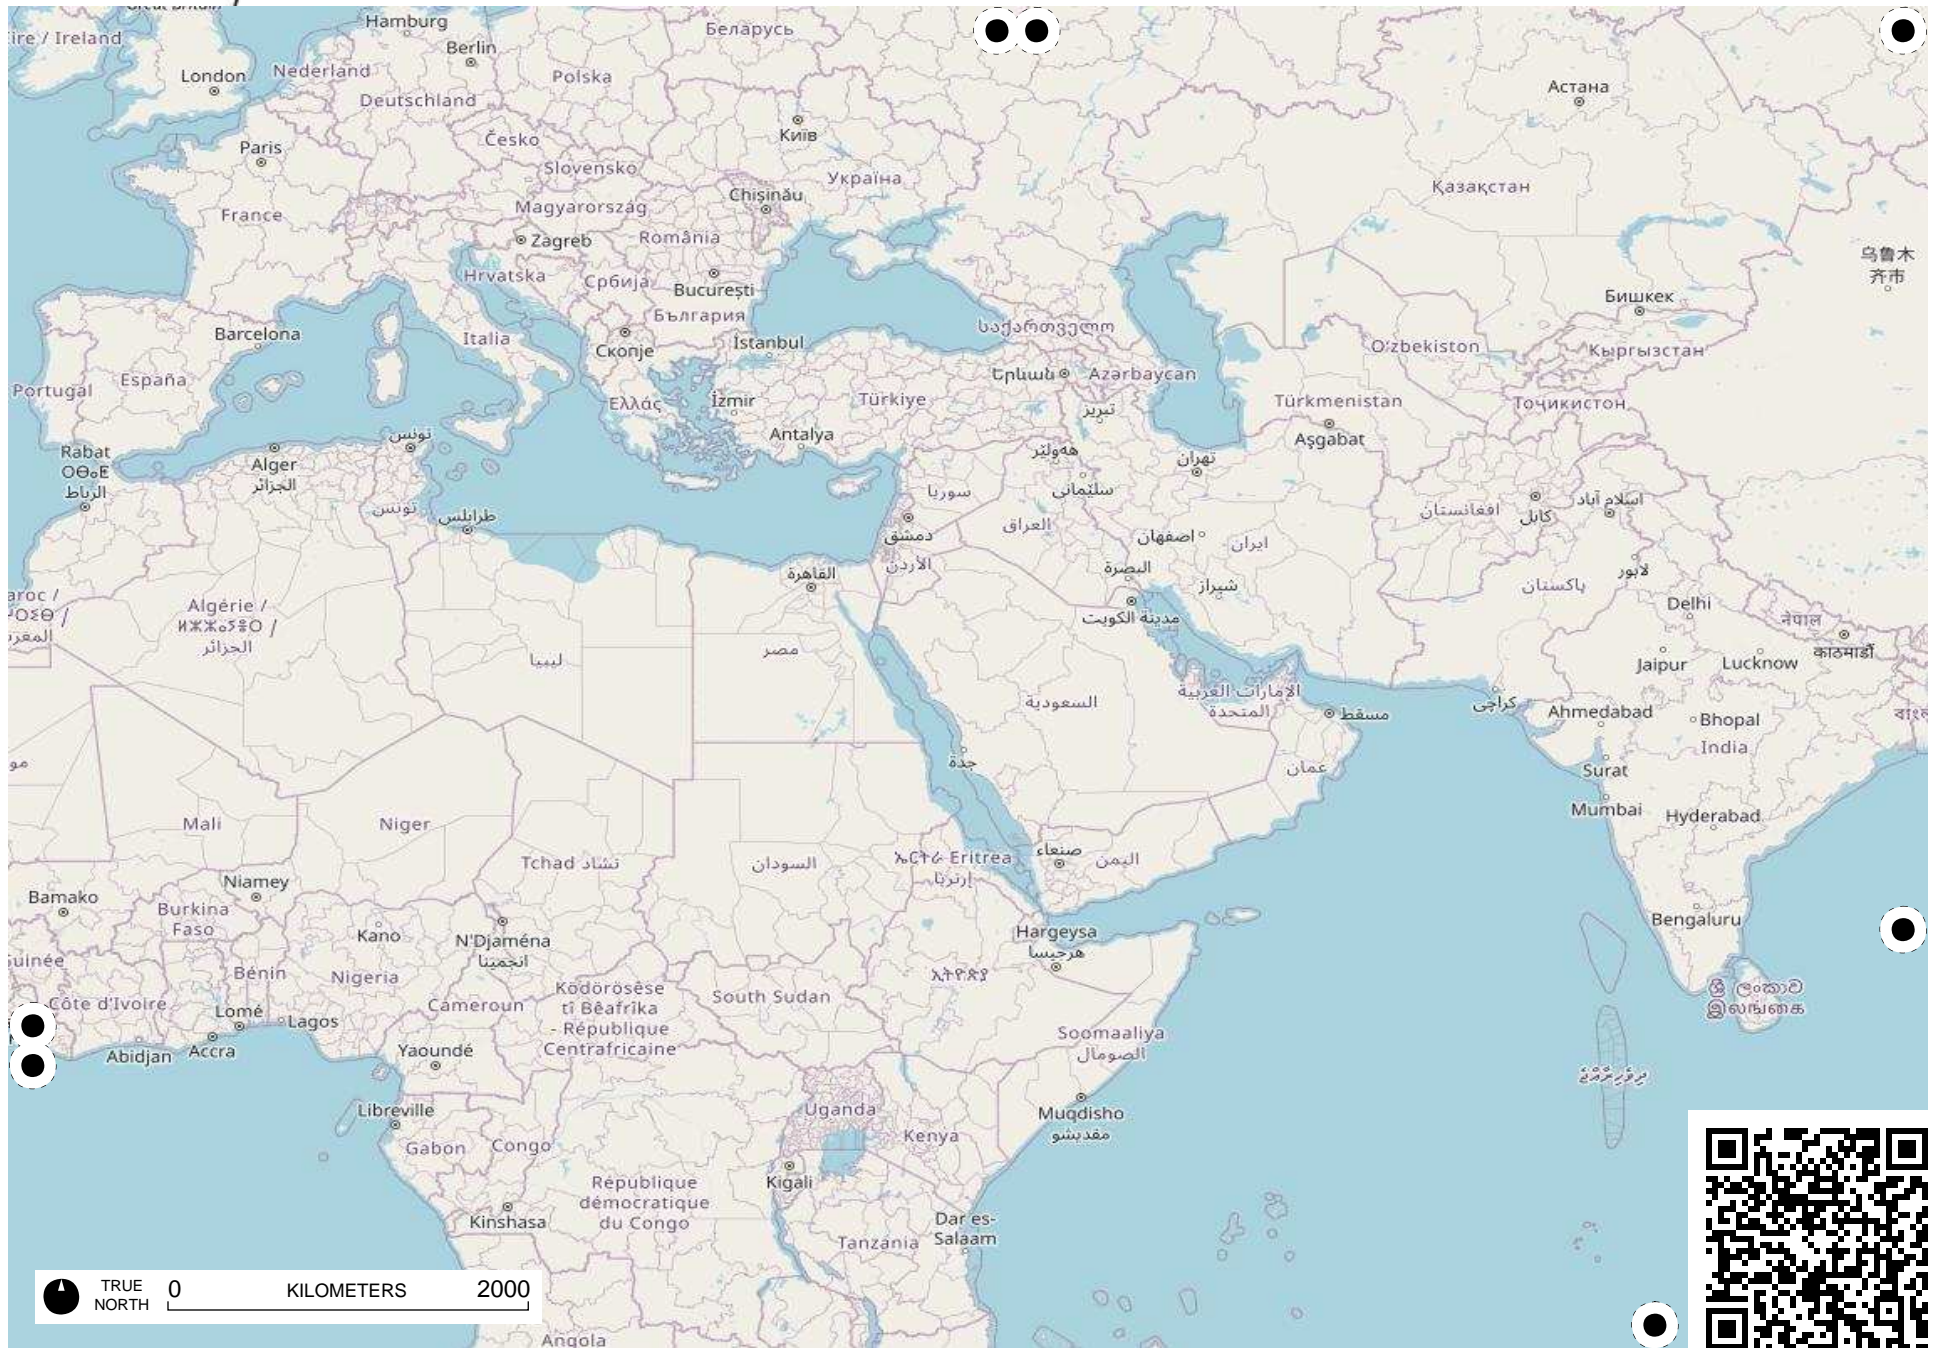 Hamburg
Беларусь
Ireland
Berlin
London
Nederland
Polska
Астана
Deutschland
Київ
Česko
Paris
Slovensko
Україна
Қазақстан
Chișinău
Magyarország
France
Zagreb
România
乌鲁木
齐市
Hrvatska
Србија
București
Бишкек
България
Barcelona
Italia
Скопје
İstanbul
საქართველო
O'zbekiston
Кыргызстан
Portugal
España
Երևան
Azərbaycan
Ελλάς
İzmir
Türkiye
Türkmenistan
Тоҷикистон
تبریز
Antalya
Aşgabat
تونس
Rabat
ⵔⴱⴰⵟ
الرباط
Alger
الجزائر
هەولێر
تهران
سلێمانی
سوريا
تونس
طرابلس
العراق
افغانستان
کابل
اسلام آباد
دمشق
اصفهان
ایران
الأردن
القاهرة
البصرة
شیراز
پاکستان
لاہور
Delhi
مدينة الكويت
नेपाल
काठमाडौं
Algérie /
ⵍⵣⵣⴰⵢⴻⵔ /
الجزائر
ليبيا
مصر
Jaipur
Lucknow
السعودية
الإمارات العربية
المتحدة
مسقط
کراچی
Ahmedabad
Bhopal
India
جدة
عمان
Surat
Mumbai
Hyderabad
Mali
Niger
Tchad تشاد
السودان
ኤርትራ Eritrea
إرتريا
صنعاء
اليمن
Niamey
Bamako
Burkina
Faso
Kano
N'Djaména
انجمينا
Hargeysa
هرجيسا
Bengaluru
Bénin
Nigeria
ኢትዮጵያ
Côte d'Ivoire
Lomé
Lagos
Cameroun
Ködörösêse
tî Bêafrîka
- République
Centrafricaine
South Sudan
ශ්‍රී ලංකාව
இலங்கை
Abidjan
Accra
Yaoundé
Soomaaliya
الصومال
ދިވެހިރާއްޖެ
Libreville
Uganda
Muqdisho
مقديشو
Gabon
Congo
Kenya
Kigali
République
démocratique
du Congo
Kinshasa
Dar es-
Salaam
Tanzania
TRUE
NORTH
0
KILOMETERS
2000
Angola